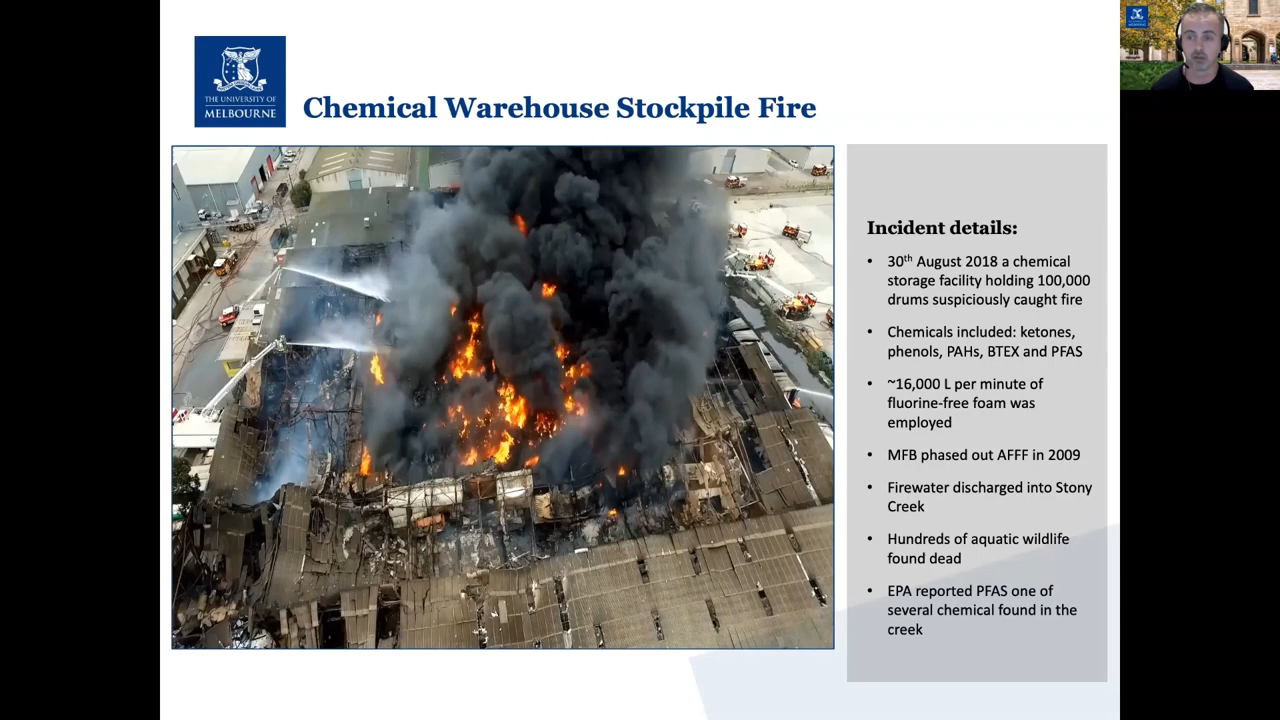 THE UNIVERSITY OF
MELBOURNE
Chemical Warehouse Stockpile Fire
Incident details:
• 30th August 2018 a chemical
storage facility holding 100,000
drums suspiciously caught fire
• Chemicals included: ketones,
phenols, PAHs, BTEX and PFAS
• ~16,000 L per minute of
fluorine-free foam was
employed
• MFB phased out AFFF in 2009
• Firewater discharged into Stony
Creek
• Hundreds of aquatic wildlife
found dead
• EPA reported PFAS one of
several chemical found in the
creek